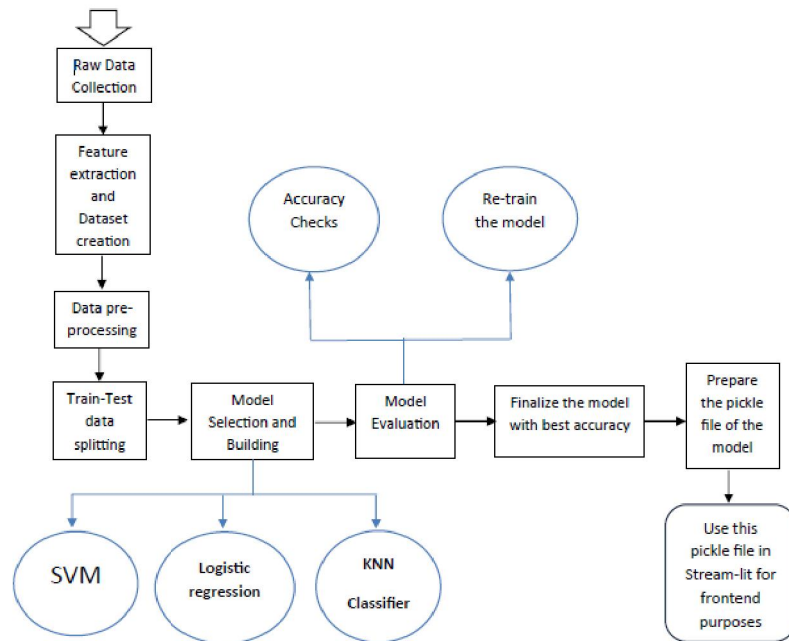 Raw Data
Collection
Feature
extraction
and
Dataset
creation
Data pre-
processing
Train-Test
data
splitting
Model
Selection and
Building
SVM
Logistic
regression
KNN
Classifier
Model
Evaluation
Accuracy
Checks
Re-train
the model
Finalize the model
with best accuracy
Prepare
the pickle
file of the
model
Use this
pickle file in
Stream-lit for
frontend
purposes